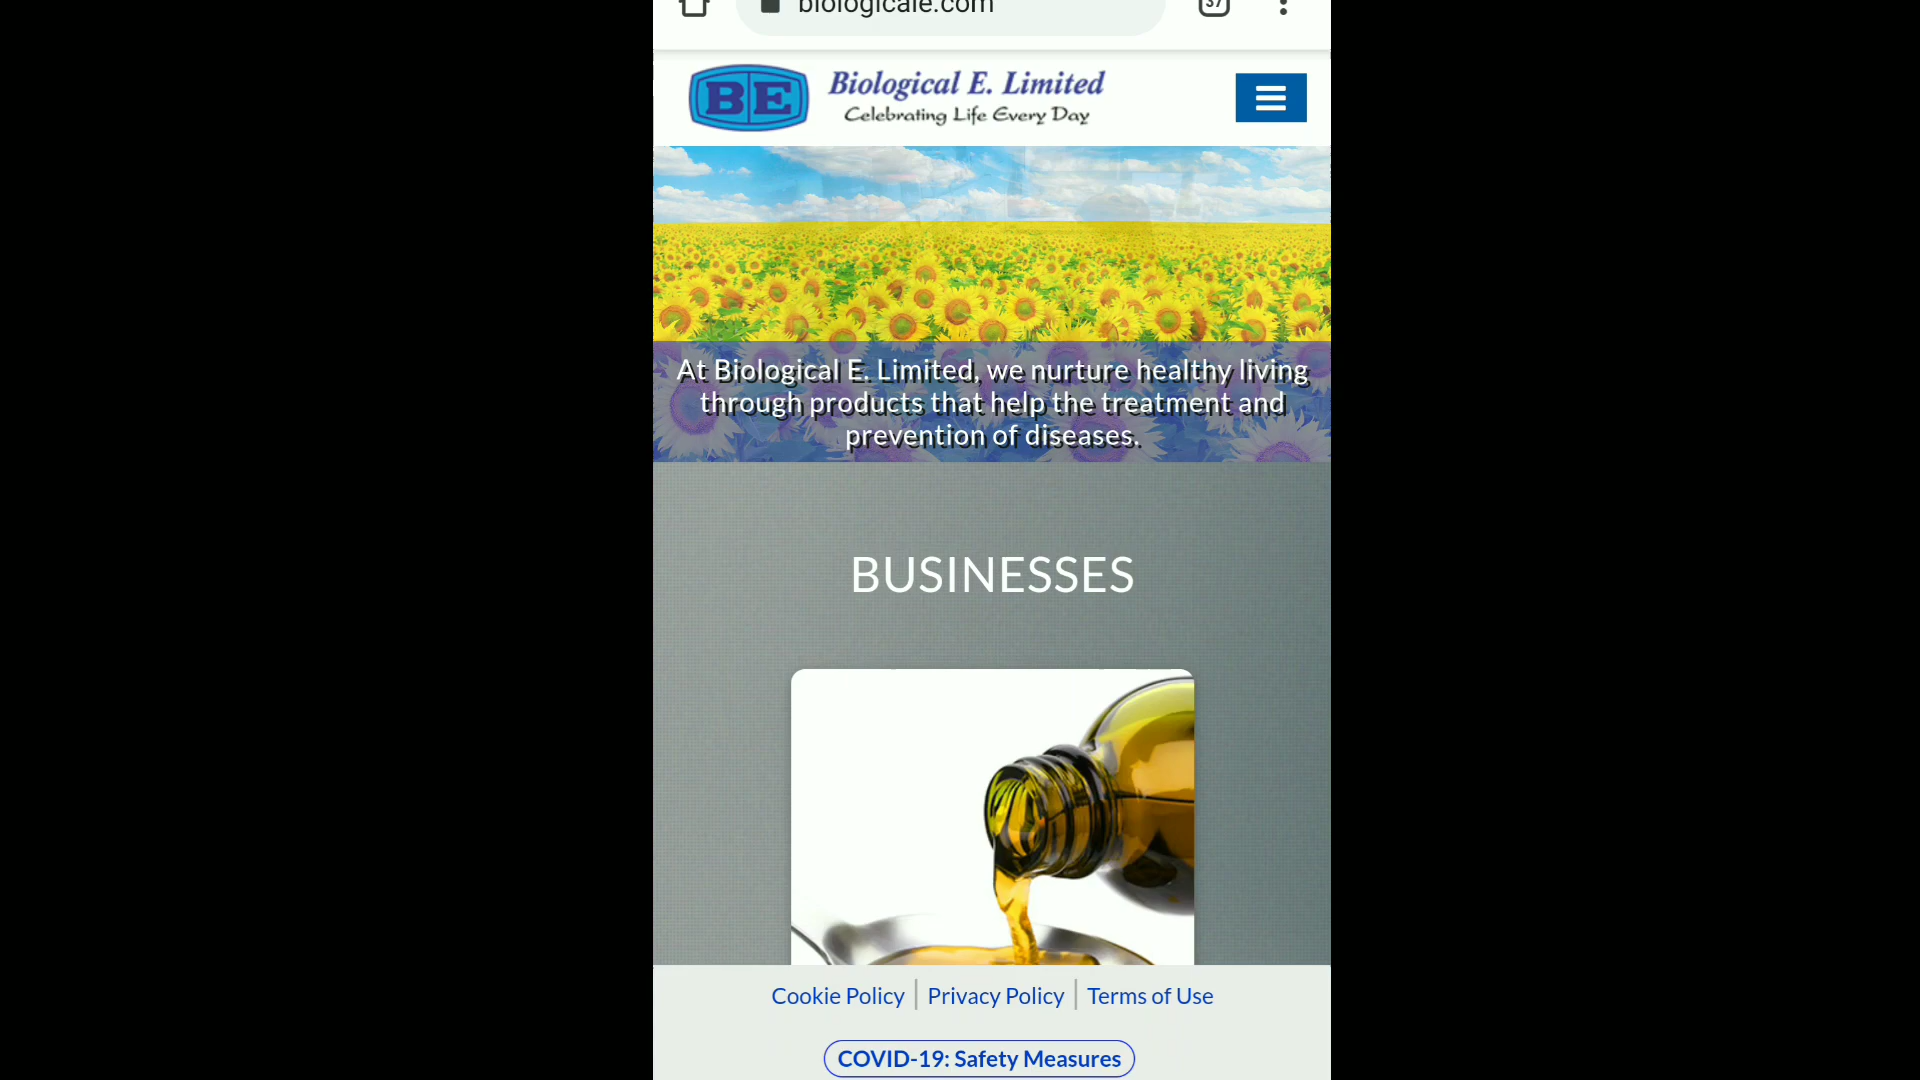 biologicale.com
37
BE
Biological E. Limited
Celebrating Life Every Day
At Biological E. Limited, we nurture healthy living
through products that help the treatment and
prevention of diseases.
BUSINESSES
Cookie Policy
Privacy Policy
Terms of Use
COVID-19: Safety Measures